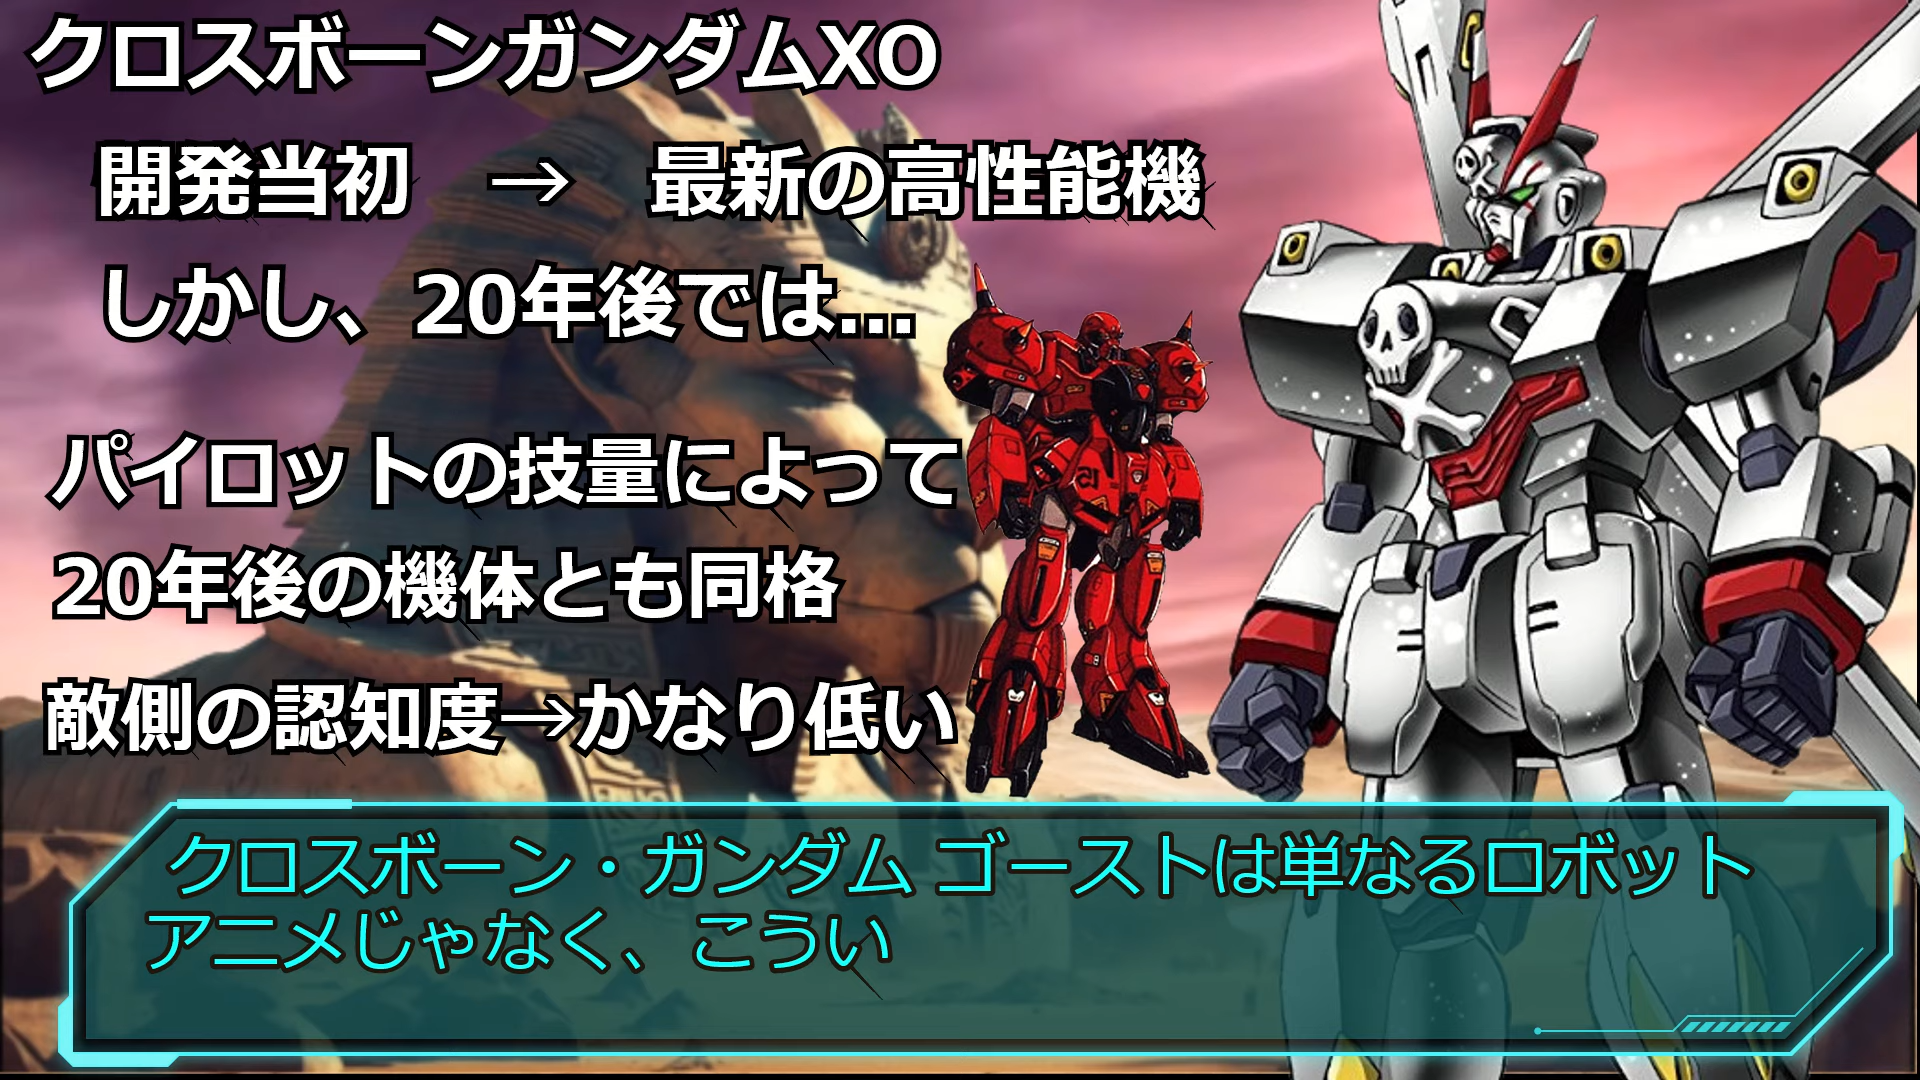 クロスボーンガンダムXO
開発当初　→　最新の高性能機
しかし、20年後では...
パイロットの技量によって
20年後の機体とも同格
敵側の認知度→かなり低い
クロスボーン・ガンダム ゴーストは単なるロボット
アニメじゃなく、こうい